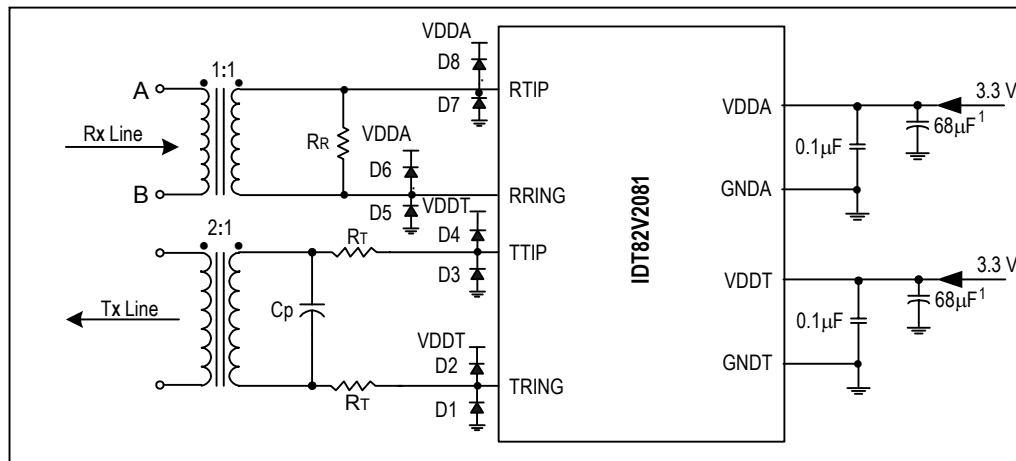 VDDA
D8
1:1
A
RTIP
D7
Rx Line
RR
VDDA
D6
B
RRING
D5
VDDT
2:1
D4
RT
TTIP
D3
Tx Line
Cp
VDDT
D2
TRING
RT
D1
IDT82V2081
VDDA
3.3 V
68µF1
0.1µF
GNDA
VDDT
3.3 V
68µF1
0.1µF
GNDT